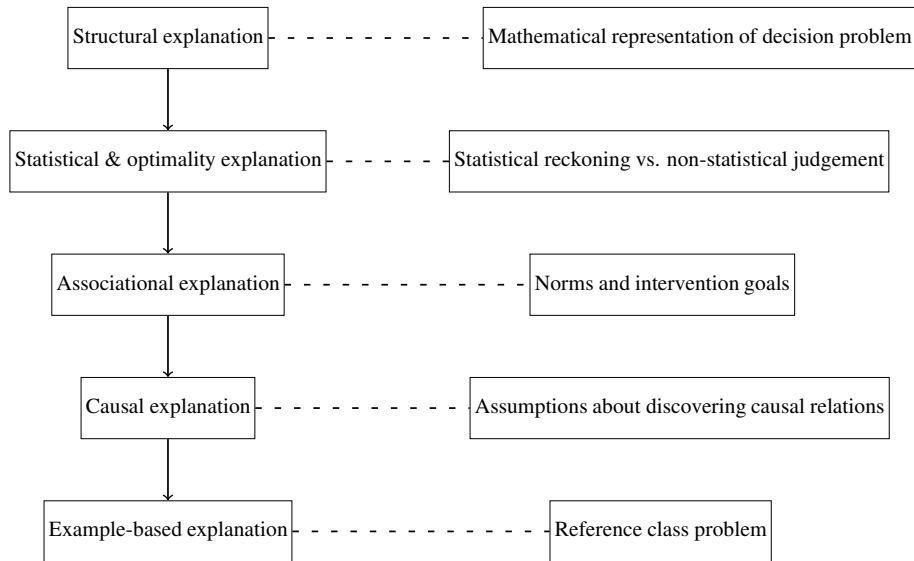 Structural explanation
Mathematical representation of decision problem
Statistical & optimality explanation
Statistical reckoning vs. non-statistical judgement
Associational explanation
Norms and intervention goals
Causal explanation
Assumptions about discovering causal relations
Example-based explanation
Reference class problem